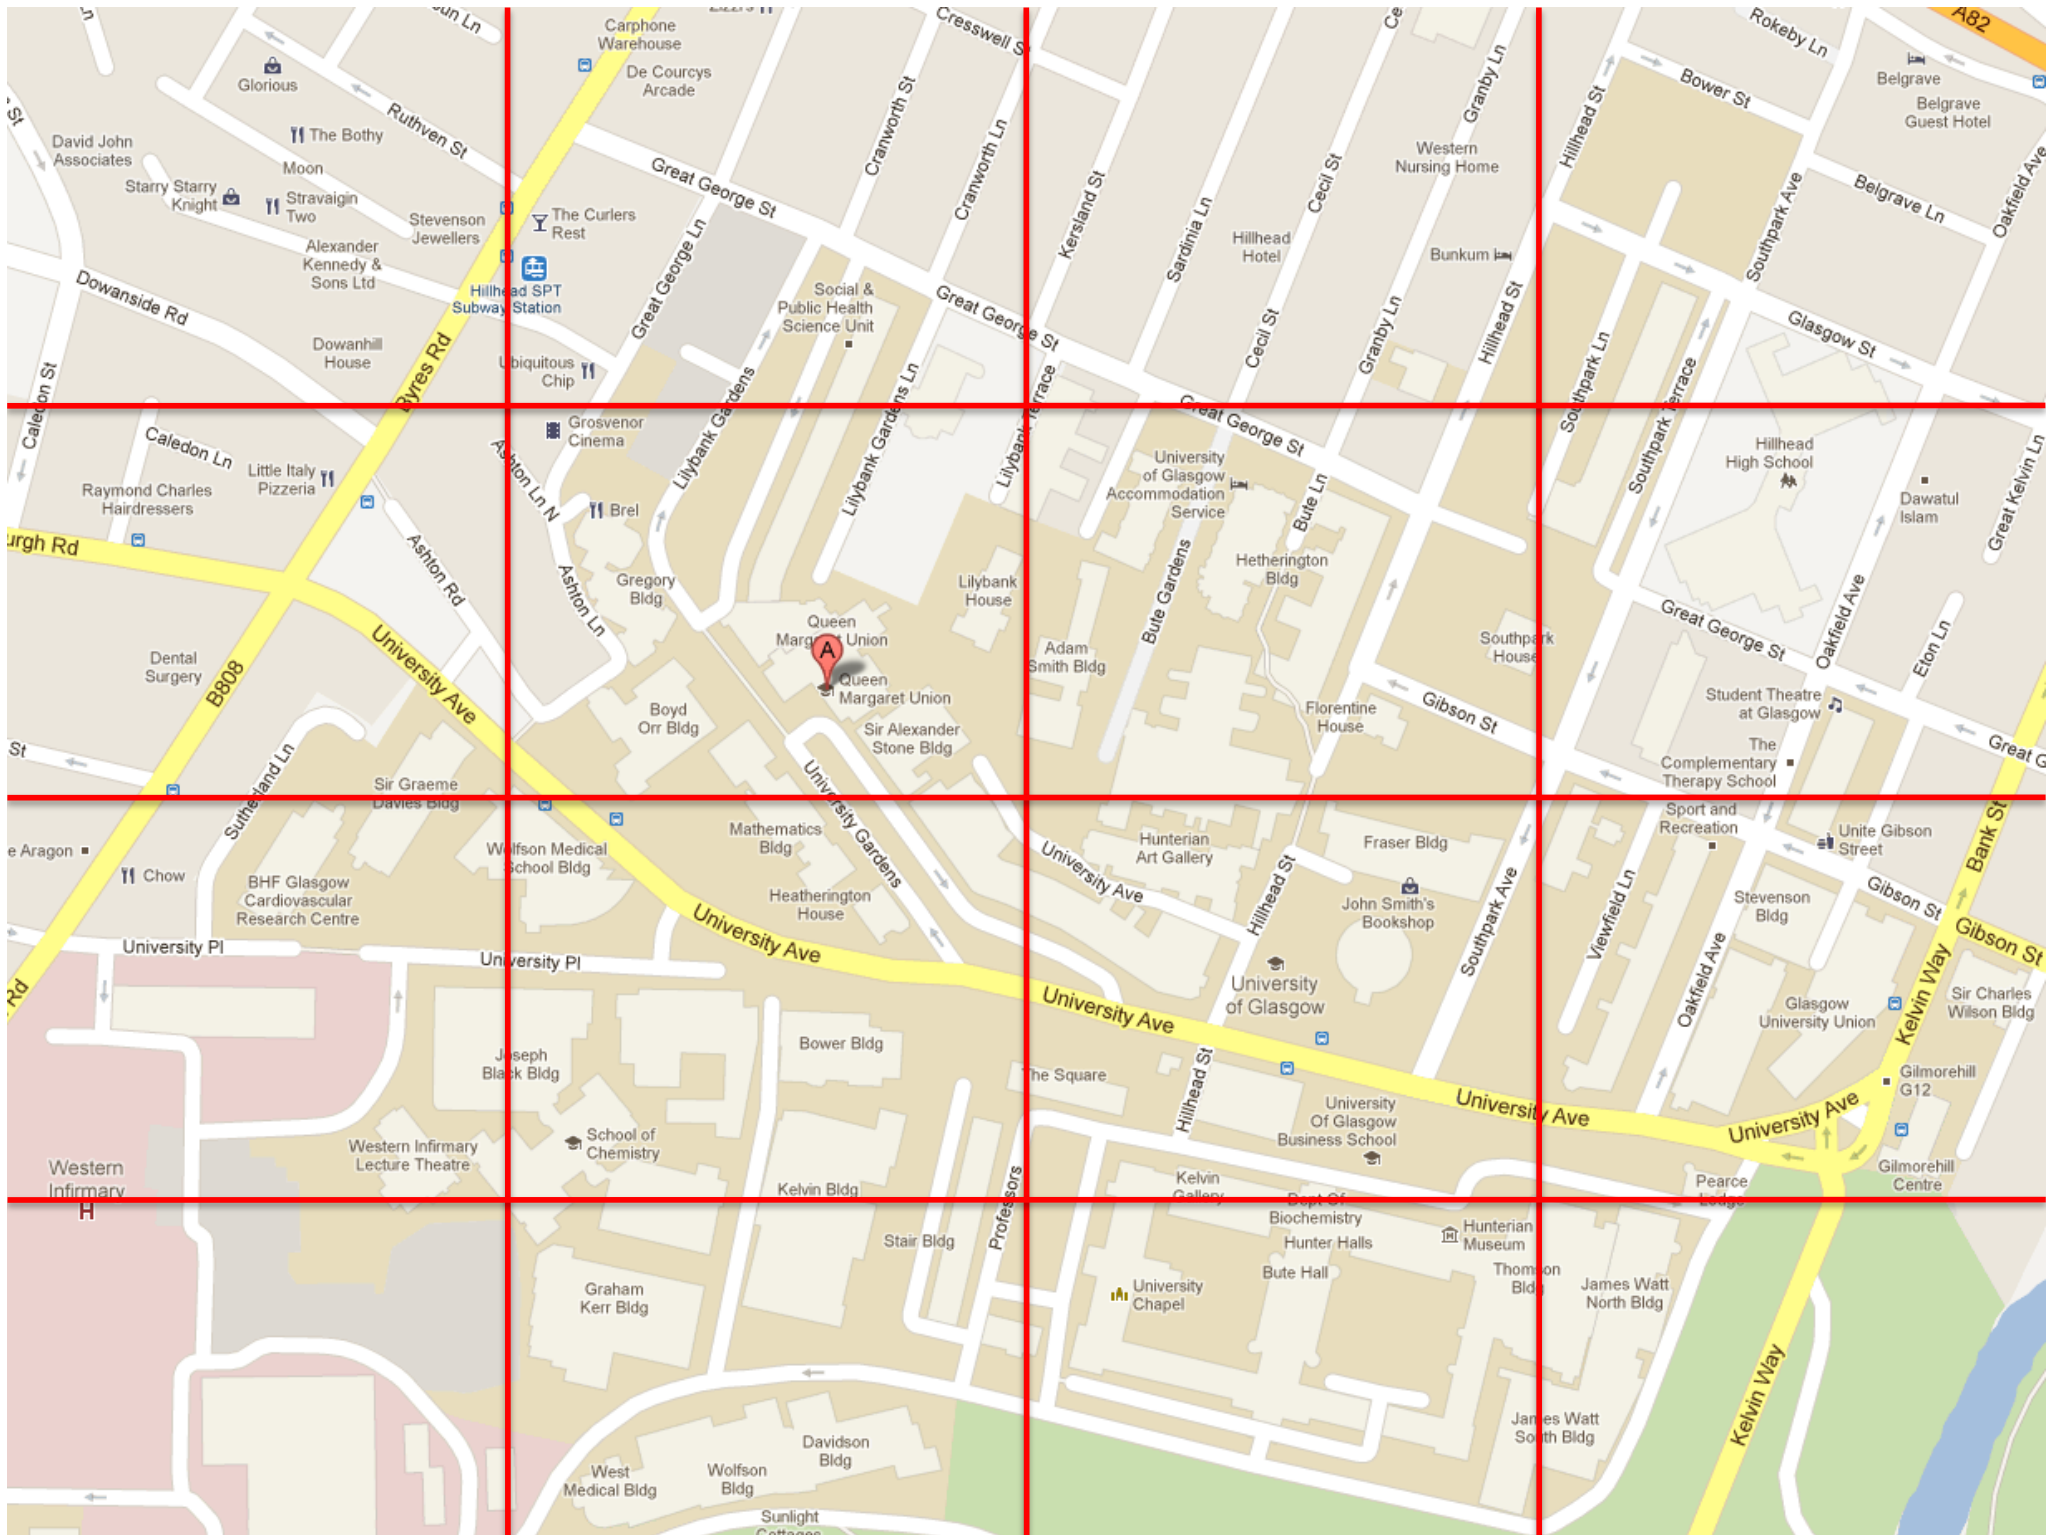 Cresswell St
Rokeby Ln
A82
Carphone
Warehouse
De Courcys
Arcade
Glorious
Ruthven St
The Bothy
David John
Associates
Moon
Starry Starry
Knight
Stravaigin
Two
Stevenson
Jewellers
Alexander
Kennedy &
Sons Ltd
The Curlers
Rest
Hillhead SPT
Subway Station
Dowanside Rd
Dowanhill
House
Byres Rd
Caledon St
Ubiquitous
Chip
Great George St
Great George Ln
Cranworth St
Cranworth Ln
Social &
Public Health
Science Unit
Great George St
Kersland St
Sardinia Ln
Cecil St
Cecil St
Granby Ln
Granby Ln
Western
Nursing Home
Hillhead
Hotel
Bunkum
Hillhead St
Hillhead St
Bower St
Belgrave
Belgrave
Guest Hotel
Belgrave Ln
Oakfield Ave
Southpark Ave
Glasgow St
Southpark Ln
Southpark Terrace
Caledon Ln
Little Italy
Pizzeria
Raymond Charles
Hairdressers
urgh Rd
Ashton Rd
Dental
Surgery
B808
University Ave
St
Sutherland Ln
Sir Graeme
Davies Bldg
Grosvenor
Cinema
Ashton Ln N
Brel
Ashton Ln
Gregory
Bldg
Lilybank Gardens
Lilybank Gardens Ln
Lilybank Terrace
Lilybank
House
Queen
Margaret Union
A
Queen
Margaret Union
Boyd
Orr Bldg
Sir Alexander
Stone Bldg
University Gardens
Great George St
University
of Glasgow
Accommodation
Service
Bute Ln
Bute Gardens
Hetherington
Bldg
Adam
Smith Bldg
Florentine
House
Gibson St
Southpark
House
Hillhead
High School
Dawatul
Islam
Great Kelvin Ln
Great George St
Oakfield Ave
Eton Ln
Student Theatre
at Glasgow
The
Complementary
Therapy School
Great G
e Aragon
Chow
BHF Glasgow
Cardiovascular
Research Centre
University Pl
Rd
Wolfson Medical
School Bldg
Mathematics
Bldg
Heatherington
House
University Ave
University Pl
Joseph
Black Bldg
Bower Bldg
School of
Chemistry
Western Infirmary
Lecture Theatre
Western
Infirmary
H
Kelvin Bldg
Hunterian
Art Gallery
University Ave
Fraser Bldg
John Smith's
Bookshop
Hillhead St
University
of Glasgow
Southpark Ave
University Ave
The Square
Hillhead St
University
Of Glasgow
Business School
University Ave
Sport and
Recreation
Unite Gibson
Street
Bank St
Viewfield Ln
Stevenson
Bldg
Gibson St
Gibson St
Oakfield Ave
Glasgow
University Union
Kelvin Way
Sir Charles
Wilson Bldg
Gilmorehill
G12
University Ave
Gilmorehill
Centre
Pearce
Lodge
Graham
Kerr Bldg
Stair Bldg
Professors
West
Medical Bldg
Wolfson
Bldg
Davidson
Bldg
Sunlight
Cottages
Kelvin
Gallery
Dept Of
Biochemistry
Hunter Halls
Bute Hall
University
Chapel
Hunterian
Museum
Thomson
Bldg
James Watt
North Bldg
James Watt
South Bldg
Kelvin Way